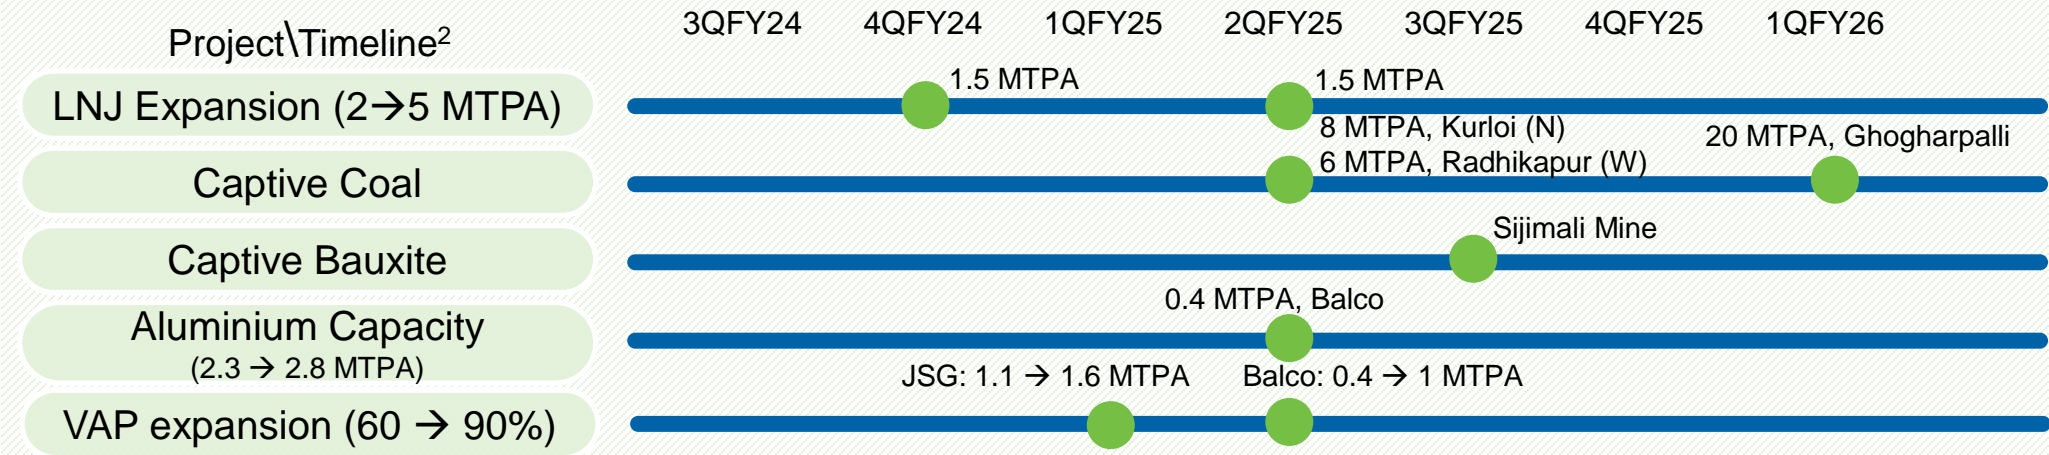 Project\Timeline2
3QFY24 4QFY24 1QFY25 2QFY25 3QFY25 4QFY25 1QFY26
LNJ Expansion (2→5 MTPA)
1.5 MTPA
1.5 MTPA
Captive Coal
8 MTPA, Kurloi (N)
6 MTPA, Radhikapur (W)
20 MTPA, Ghogharpalli
Captive Bauxite
Sijimali Mine
Aluminium Capacity
(2.3 → 2.8 MTPA)
0.4 MTPA, Balco
VAP expansion (60 → 90%)
JSG: 1.1 → 1.6 MTPA
Balco: 0.4 → 1 MTPA